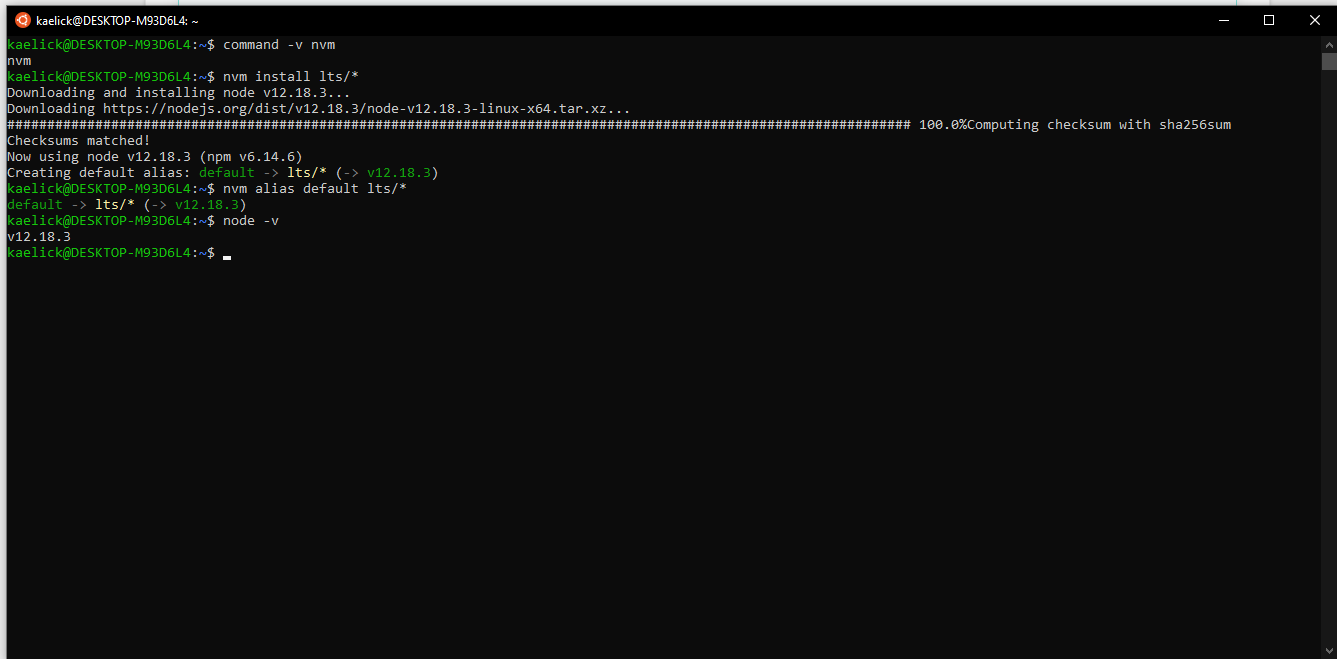 kaelick@DESKTOP-M93D6L4: ~
kaelick@DESKTOP-M93D6L4:~$ command -v nvm
nvm
kaelick@DESKTOP-M93D6L4:~$ nvm install lts/*
Downloading and installing node v12.18.3...
Downloading https://nodejs.org/dist/v12.18.3/node-v12.18.3-linux-x64.tar.xz...
################################################################################################################# 100.0%Computing checksum with sha256sum
Checksums matched!
Now using node v12.18.3 (npm v6.14.6)
Creating default alias: default -> lts/* (-> v12.18.3)
kaelick@DESKTOP-M93D6L4:~$ nvm alias default lts/*
default -> lts/* (-> v12.18.3)
kaelick@DESKTOP-M93D6L4:~$ node -v
v12.18.3
kaelick@DESKTOP-M93D6L4:~$